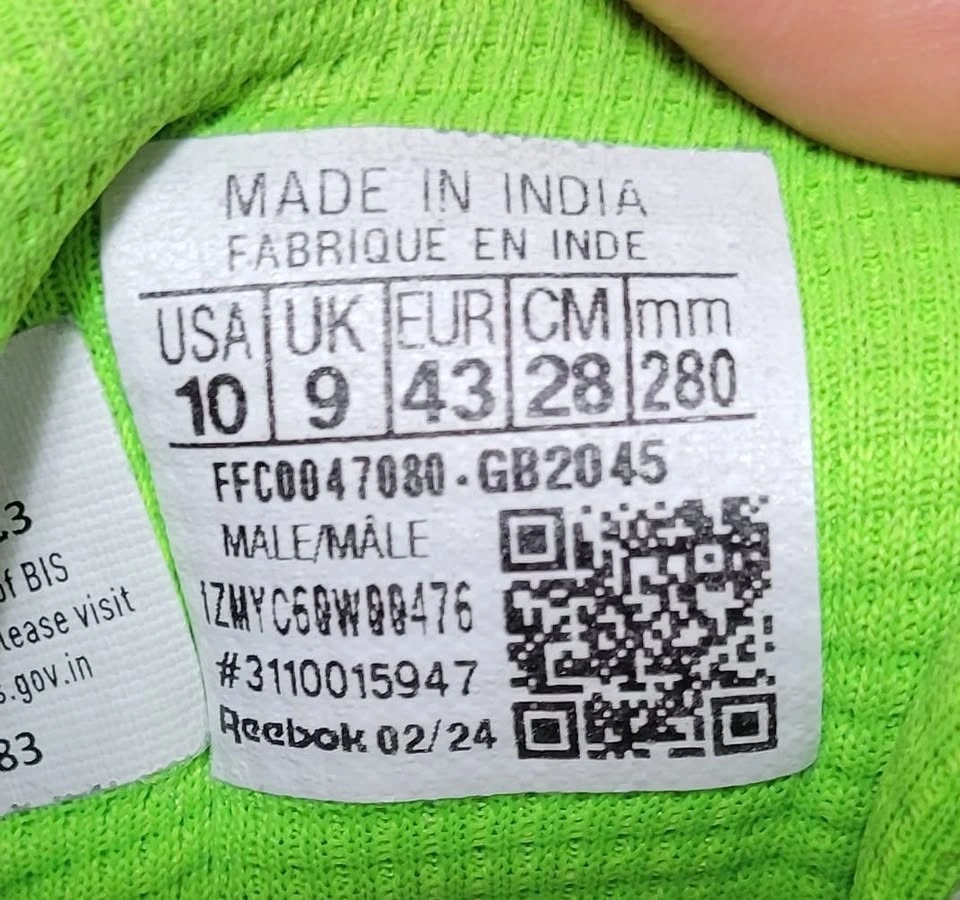 MADE IN INDIA
FABRIQUE EN INDE
USA UK EUR CM mm
10 9 43 28 280
FFC0047080-GB2045
MALE/MÂLE
1ZMYC60W00476
#3110015947
Reebok 02/24
.3
of BIS
lease visit
s.gov.in
83